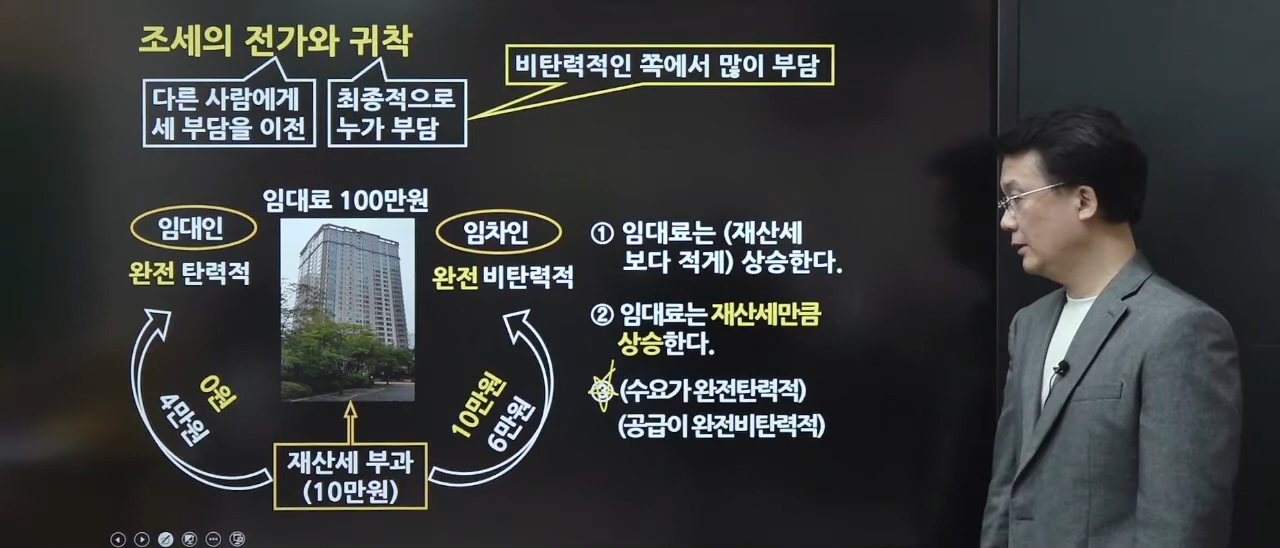 조세의 전가와 귀착
비탄력적인 쪽에서 많이 부담
다른 사람에게
세 부담을 이전
최종적으로
누가 부담
임대료 100만원
임대인
완전 탄력적
임차인
완전 비탄력적
0원
4만원
10만원
6만원
재산세 부과
(10만원)
① 임대료는 (재산세
보다 적게) 상승한다.
② 임대료는 재산세만큼
상승한다.
③ (수요가 완전탄력적)
(공급이 완전비탄력적)